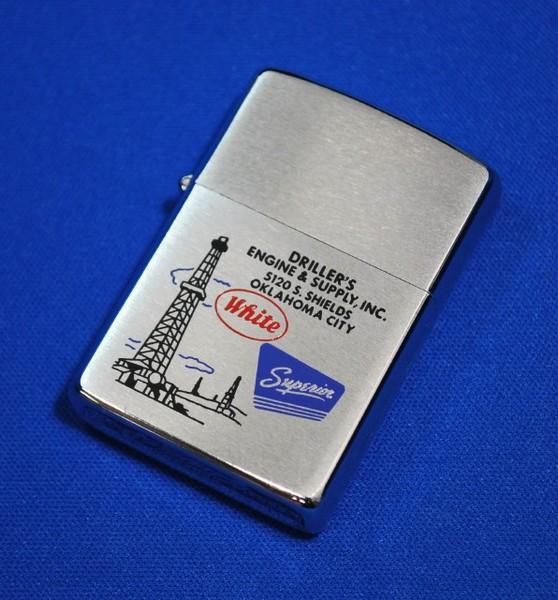 DRILLER'S
ENGINE & SUPPLY, INC.
5120 S. SHIELDS
OKLAHOMA CITY
White
Superior